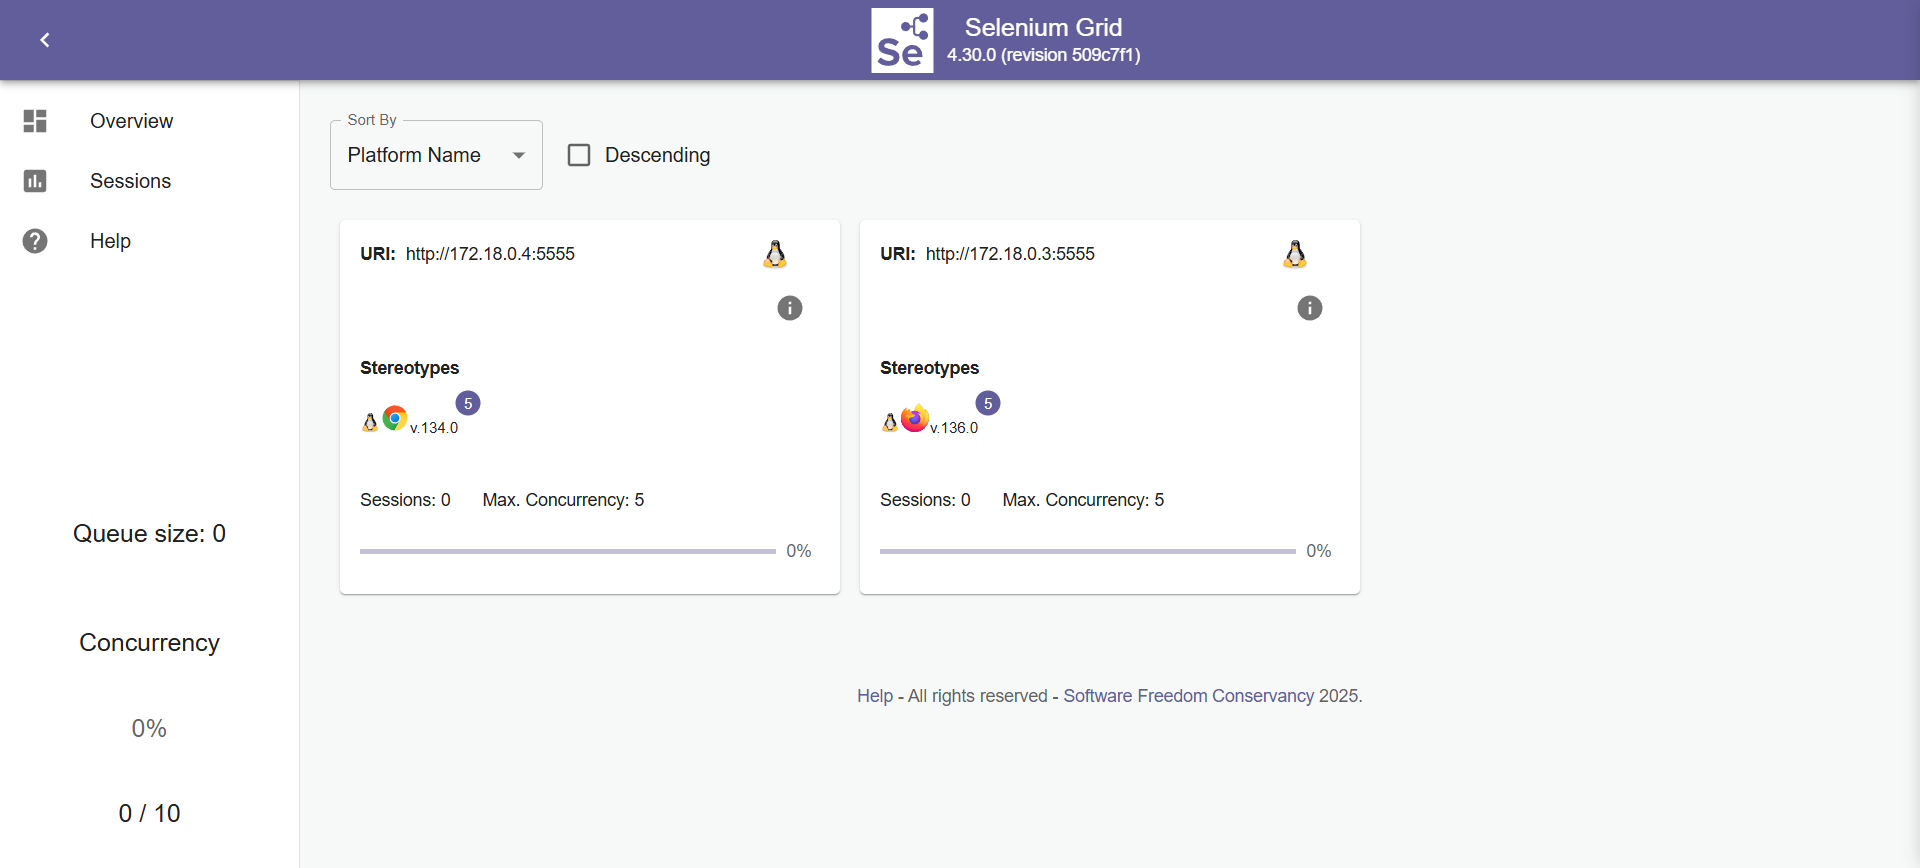 Se
Selenium Grid
4.30.0 (revision 509c7f1)
Overview
Sessions
Help
Queue size: 0
Concurrency
0%
0 / 10
Sort By
Platform Name
Descending
URI: http://172.18.0.4:5555
Stereotypes
5
v.134.0
Sessions: 0 Max. Concurrency: 5
0%
URI: http://172.18.0.3:5555
Stereotypes
5
v.136.0
Sessions: 0 Max. Concurrency: 5
0%
Help - All rights reserved - Software Freedom Conservancy 2025.